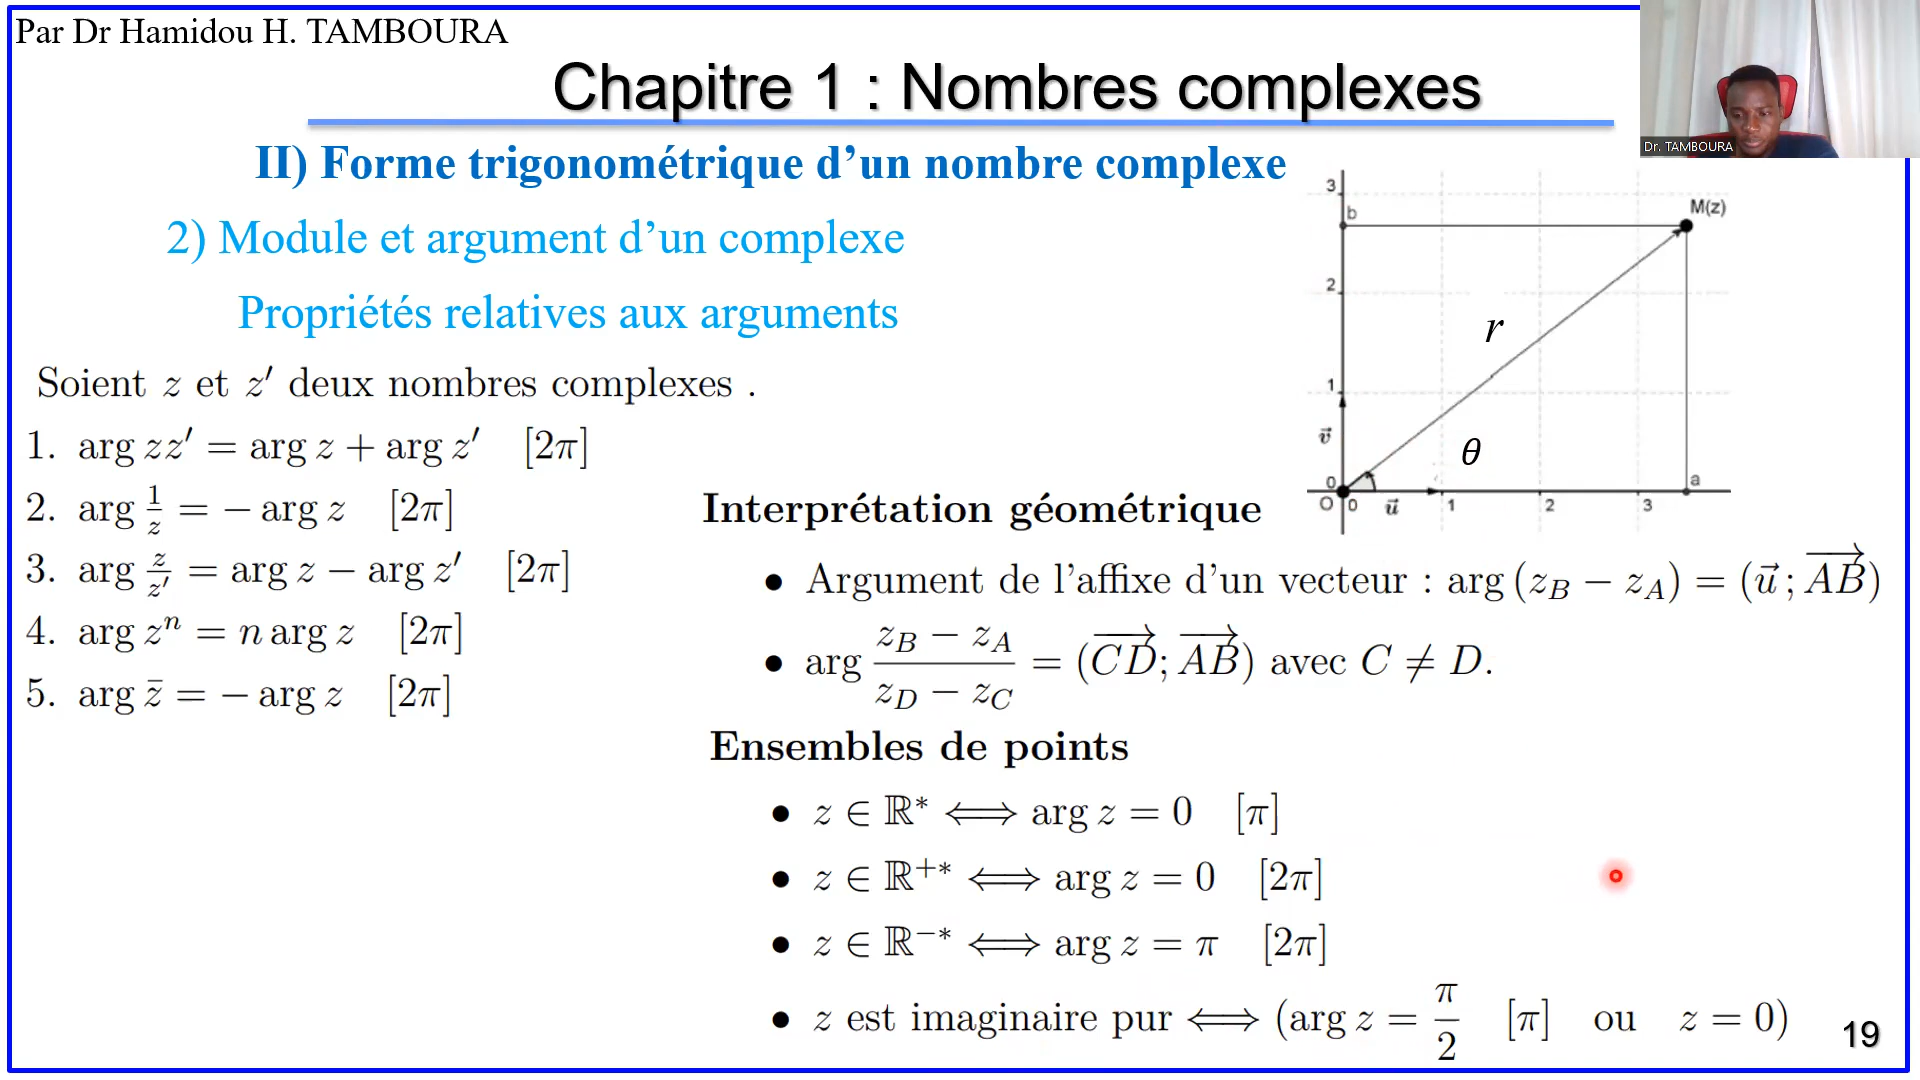 Par Dr Hamidou H. TAMBOURA
Chapitre 1 : Nombres complexes
Dr. TAMBOURA
II) Forme trigonométrique d’un nombre complexe
2) Module et argument d’un complexe
Propriétés relatives aux arguments
3
b
M(z)
2
r
1
v⃗
θ
0
a
O 0 u⃗ 1 2 3
Soient z et z′ deux nombres complexes .
1. arg zz′ = arg z + arg z′ [2π]
2. arg 1/z = − arg z [2π]
3. arg z/z′ = arg z − arg z′ [2π]
4. arg zⁿ = n arg z [2π]
5. arg z̄ = − arg z [2π]
Interprétation géométrique
• Argument de l’affixe d’un vecteur : arg (z_B − z_A) = (u⃗ ; \overrightarrow{AB})
• arg \frac{z_B − z_A}{z_D − z_C} = (\overrightarrow{CD}; \overrightarrow{AB}) avec C ≠ D.
Ensembles de points
• z ∈ ℝ* ⟺ arg z = 0 [π]
• z ∈ ℝ⁺* ⟺ arg z = 0 [2π]
• z ∈ ℝ⁻* ⟺ arg z = π [2π]
• z est imaginaire pur ⟺ (arg z = π/2 [π] ou z = 0)
19